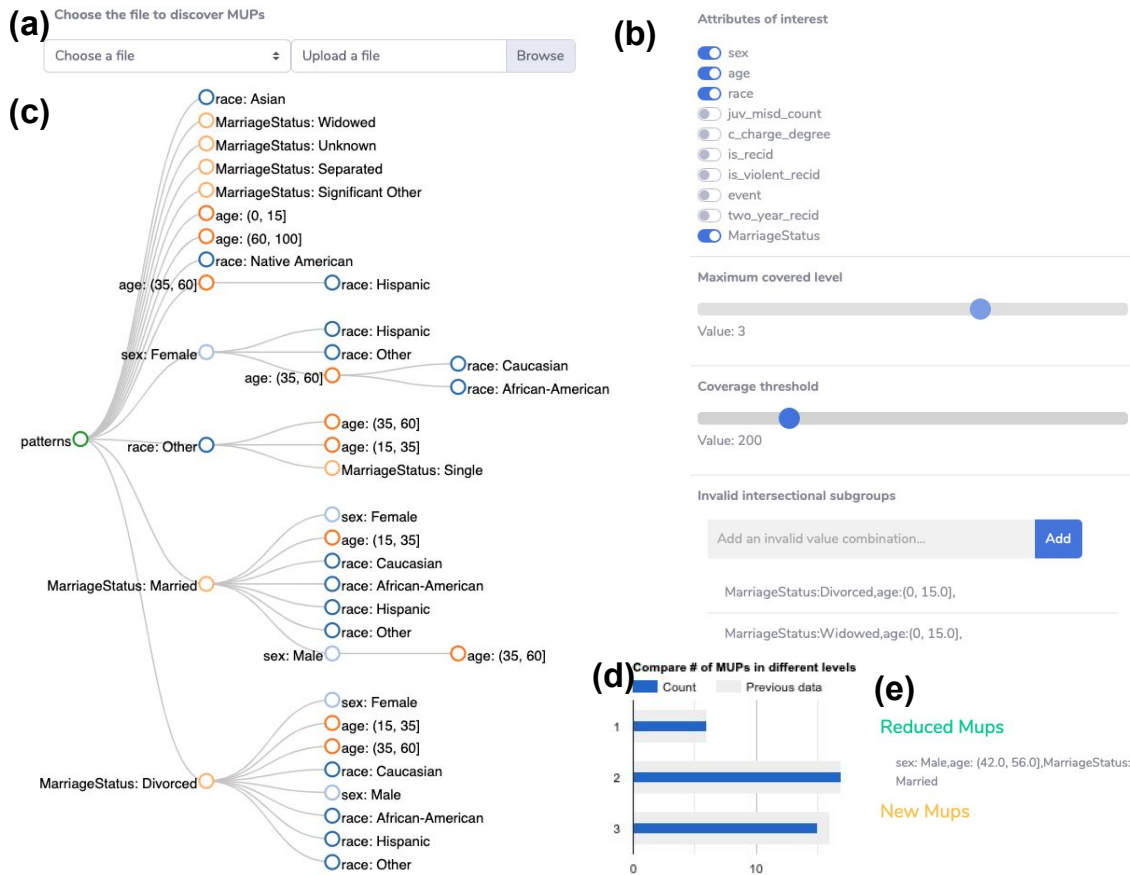 (a)
Choose the file to discover MUPs
Choose a file
Upload a file
Browse
(c)
race: Asian
MarriageStatus: Widowed
MarriageStatus: Unknown
MarriageStatus: Separated
MarriageStatus: Significant Other
age: (0, 15]
age: (60, 100]
race: Native American
age: (35, 60]
race: Hispanic
sex: Female
race: Hispanic
race: Other
age: (35, 60]
race: Caucasian
race: African-American
patterns
race: Other
age: (35, 60]
age: (15, 35]
MarriageStatus: Single
MarriageStatus: Married
sex: Female
age: (15, 35]
race: Caucasian
race: African-American
race: Hispanic
race: Other
sex: Male
age: (35, 60]
MarriageStatus: Divorced
sex: Female
age: (15, 35]
age: (35, 60]
race: Caucasian
sex: Male
race: African-American
race: Hispanic
race: Other
(b)
Attributes of interest
sex
age
race
juv_misd_count
c_charge_degree
is_recid
is_violent_recid
event
two_year_recid
MarriageStatus
Maximum covered level
Value: 3
Coverage threshold
Value: 200
Invalid intersectional subgroups
Add an invalid value combination...
Add
MarriageStatus:Divorced,age:(0, 15.0],
MarriageStatus:Widowed,age:(0, 15.0],
(d)
Compare # of MUPs in different levels
Count
Previous data
1
2
3
0
10
(e)
Reduced Mups
sex: Male,age: (42.0, 56.0],MarriageStatus:
Married
New Mups